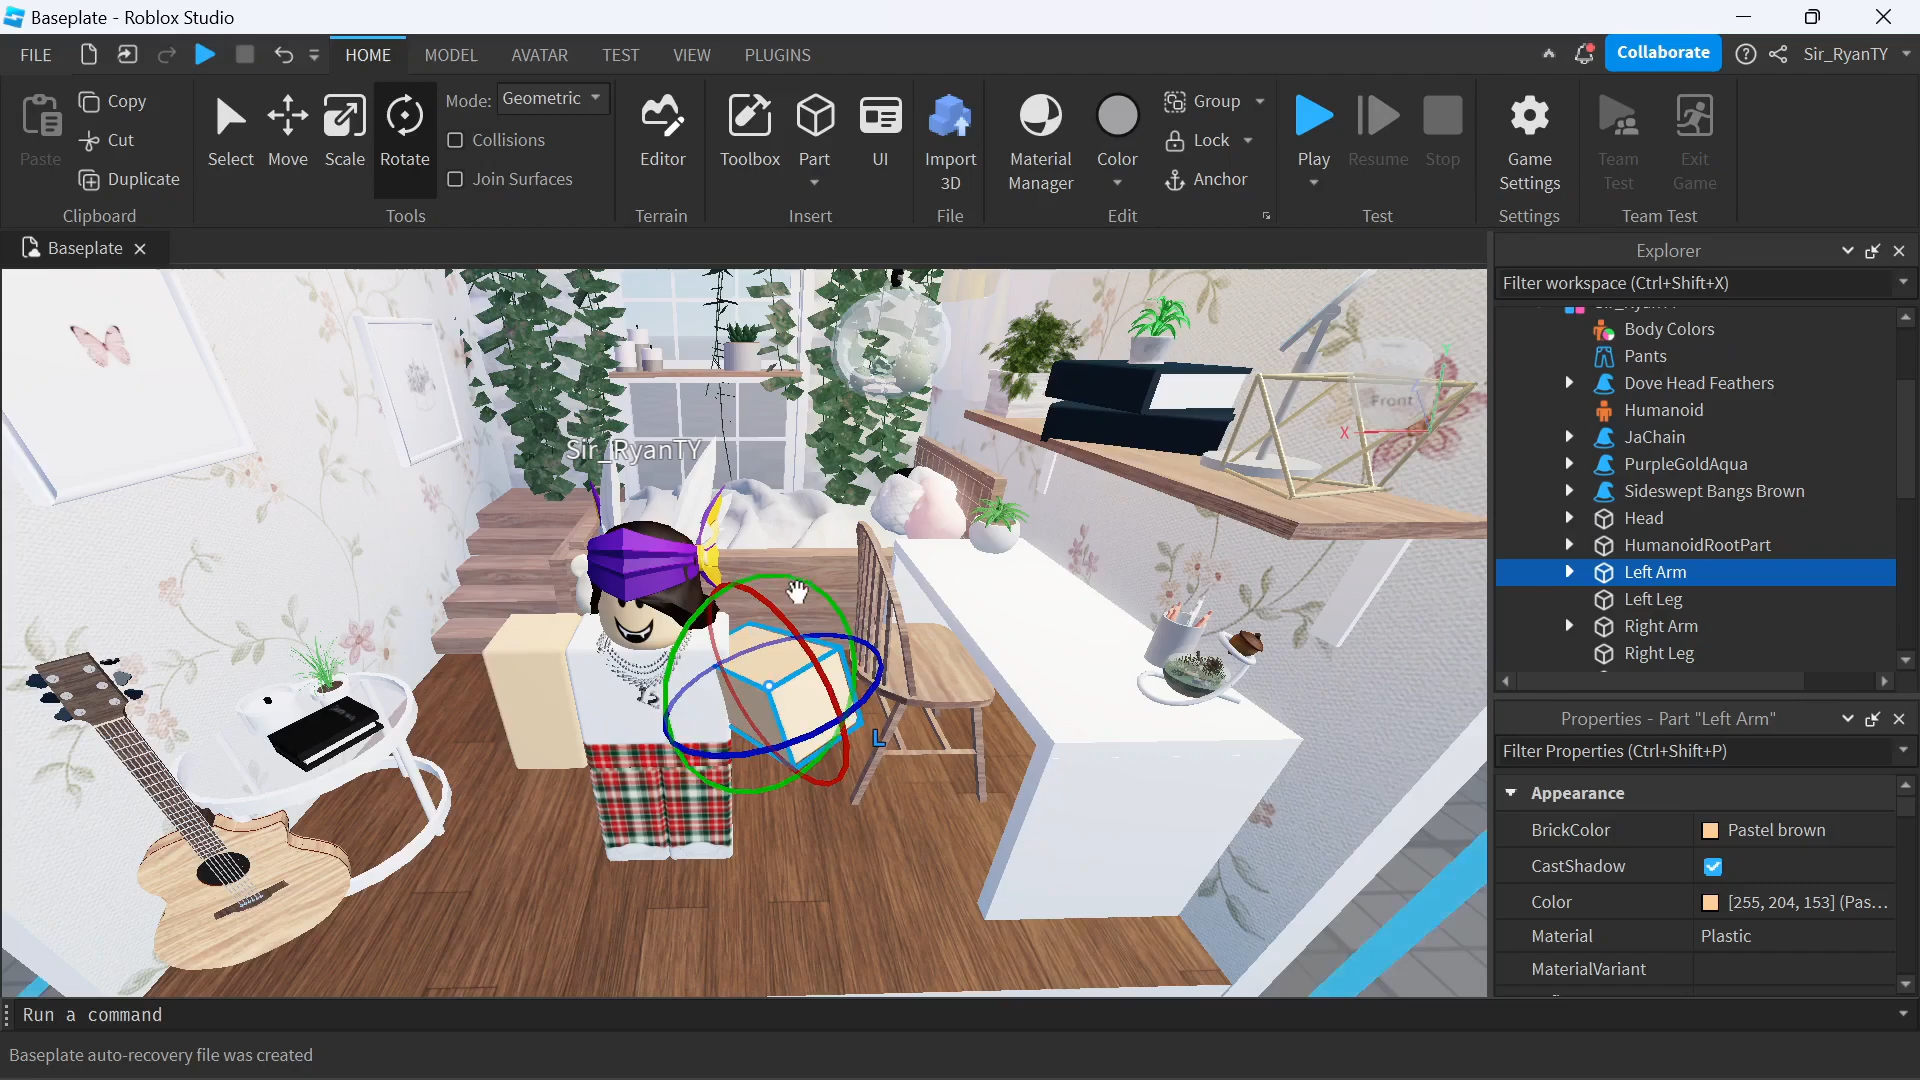 Baseplate - Roblox Studio
FILE
HOME
MODEL
AVATAR
TEST
VIEW
PLUGINS
Collaborate
Sir_RyanTY
Paste
Copy
Cut
Duplicate
Clipboard
Select
Move
Scale
Rotate
Mode: Geometric
Collisions
Join Surfaces
Tools
Editor
Terrain
Toolbox
Part
UI
Insert
Import
3D
File
Material
Manager
Color
Group
Lock
Anchor
Edit
Play
Resume
Stop
Test
Game
Settings
Settings
Team
Test
Exit
Game
Team Test
Baseplate
Sir_RyanTY
Front
X
L
Explorer
Filter workspace (Ctrl+Shift+X)
Body Colors
Pants
Dove Head Feathers
Humanoid
JaChain
PurpleGoldAqua
Sideswept Bangs Brown
Head
HumanoidRootPart
Left Arm
Left Leg
Right Arm
Right Leg
Properties - Part "Left Arm"
Filter Properties (Ctrl+Shift+P)
Appearance
BrickColor
Pastel brown
CastShadow
Color
[255, 204, 153] (Pas...
Material
Plastic
MaterialVariant
Run a command
Baseplate auto-recovery file was created